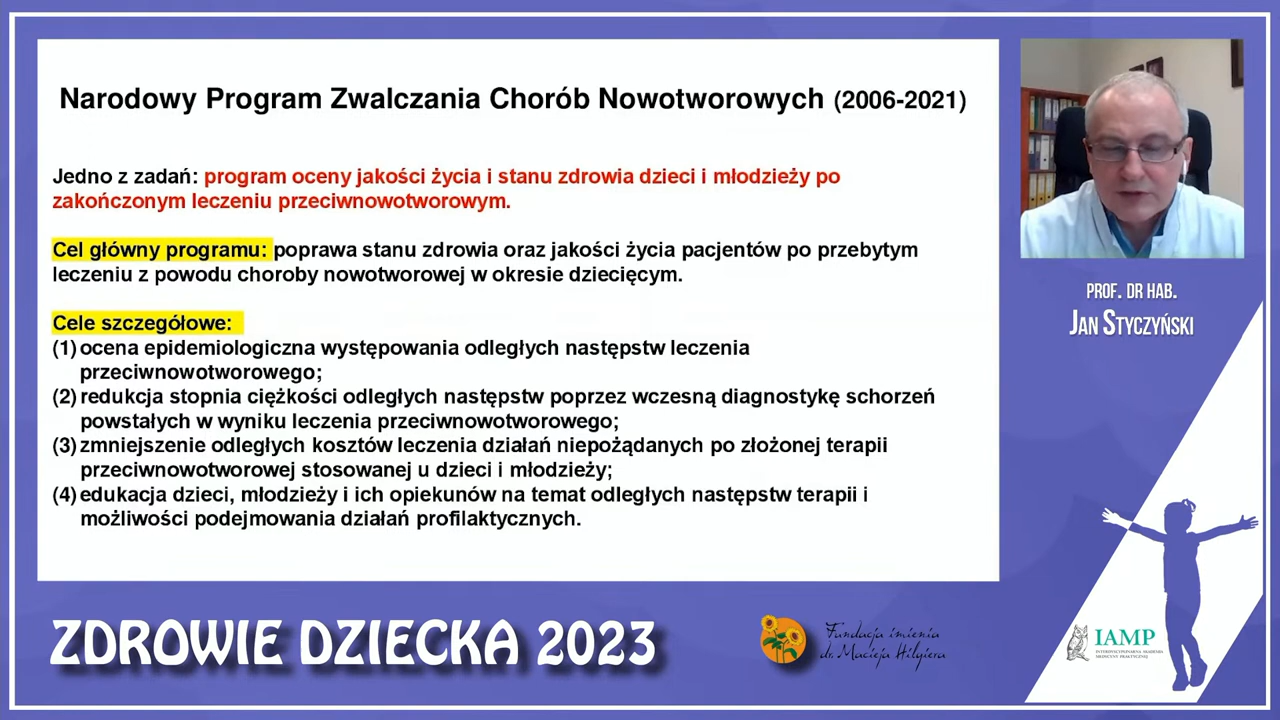 Narodowy Program Zwalczania Chorób Nowotworowych (2006-2021)
Jedno z zadań: program oceny jakości życia i stanu zdrowia dzieci i młodzieży po
zakończonym leczeniu przeciwnowotworowym.
Cel główny programu: poprawa stanu zdrowia oraz jakości życia pacjentów po przebytym
leczeniu z powodu choroby nowotworowej w okresie dziecięcym.
Cele szczegółowe:
(1) ocena epidemiologiczna występowania odległych następstw leczenia
przeciwnowotworowego;
(2) redukcja stopnia ciężkości odległych następstw poprzez wczesną diagnostykę schorzeń
powstałych w wyniku leczenia przeciwnowotworowego;
(3) zmniejszenie odległych kosztów leczenia działań niepożądanych po złożonej terapii
przeciwnowotworowej stosowanej u dzieci i młodzieży;
(4) edukacja dzieci, młodzieży i ich opiekunów na temat odległych następstw terapii i
możliwości podejmowania działań profilaktycznych.
PROF. DR HAB.
JAN STYCZYŃSKI
ZDROWIE DZIECKA 2023
Fundacja imienia
dr. Macieja Hilgiera
IAMP
INTERDYSCYPLINARNA AKADEMIA
MEDYCYNY PRAKTYCZNEJ